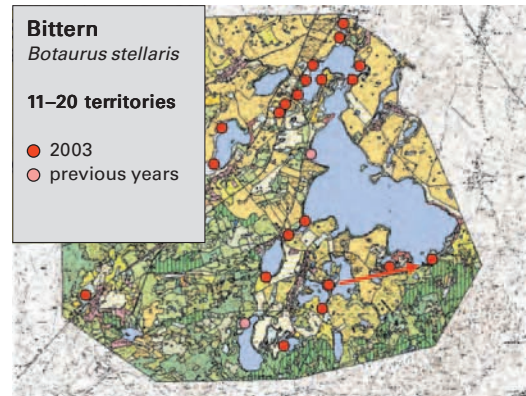 Bittern
Botaurus stellaris
11–20 territories
2003
previous years